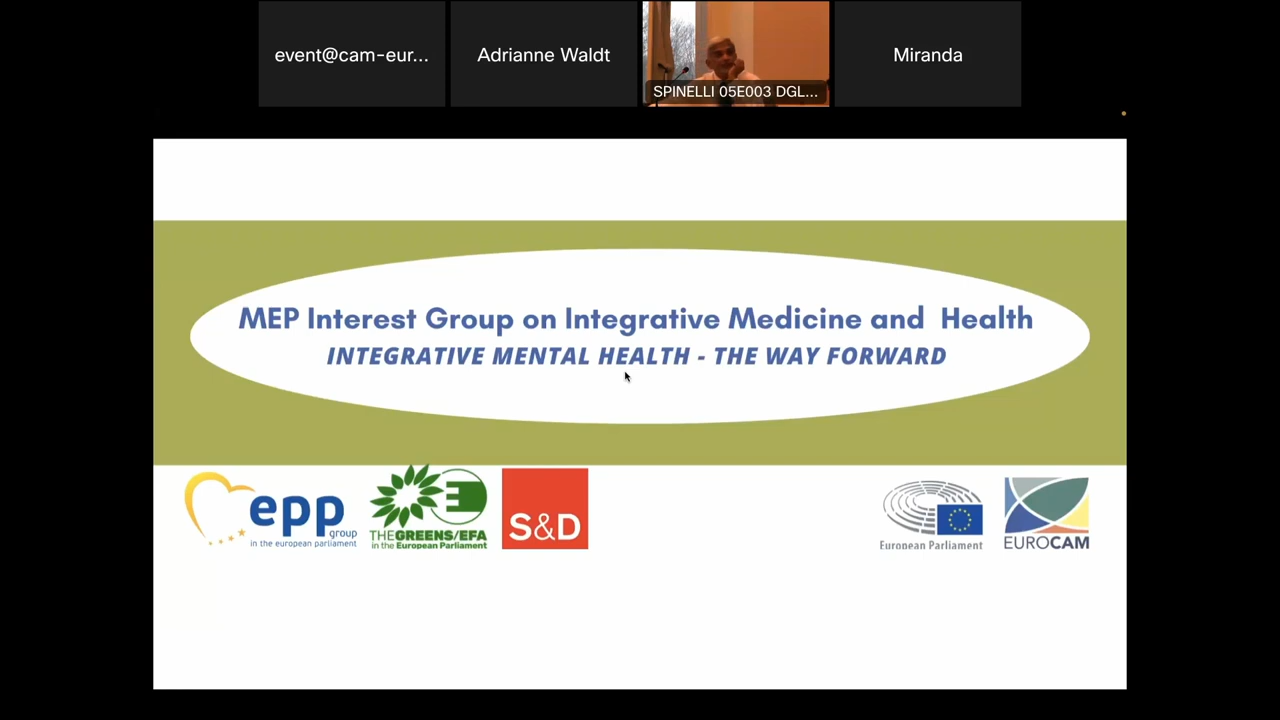 event@cam-eur...
Adrianne Waldt
SPINELLI 05E003 DGL...
Miranda
MEP Interest Group on Integrative Medicine and Health
INTEGRATIVE MENTAL HEALTH - THE WAY FORWARD
epp
group
in the european parliament
THE GREENS/EFA
in the European Parliament
S&D
European Parliament
EUROCAM